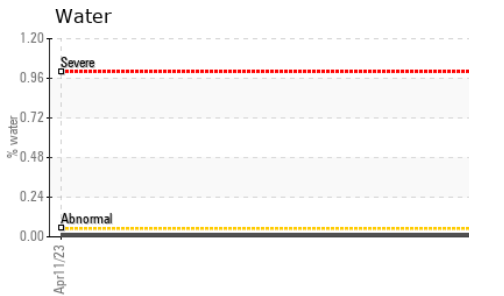 Water
1.20
Severe
0.96
0.72
% water
0.48
0.24
Abnormal
0.00
Apr11/23